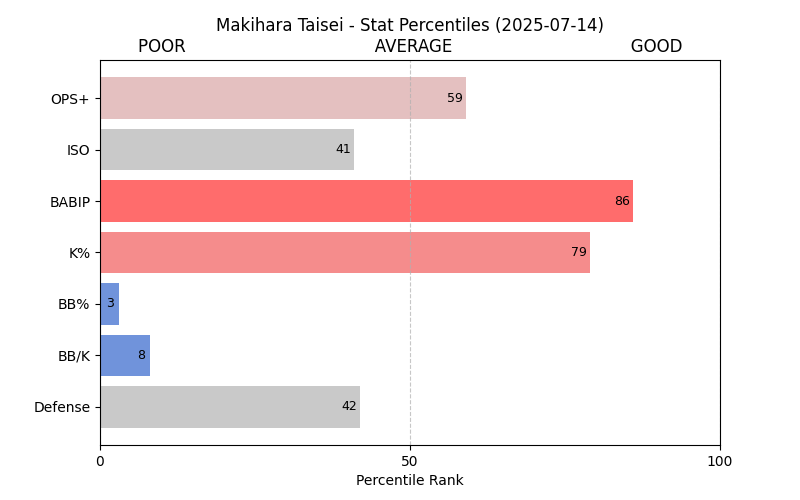 Makihara Taisei - Stat Percentiles (2025-07-14)
POOR AVERAGE GOOD
OPS+ 59
ISO 41
BABIP 86
K% 79
BB% 3
BB/K 8
Defense 42
0 50 100
Percentile Rank